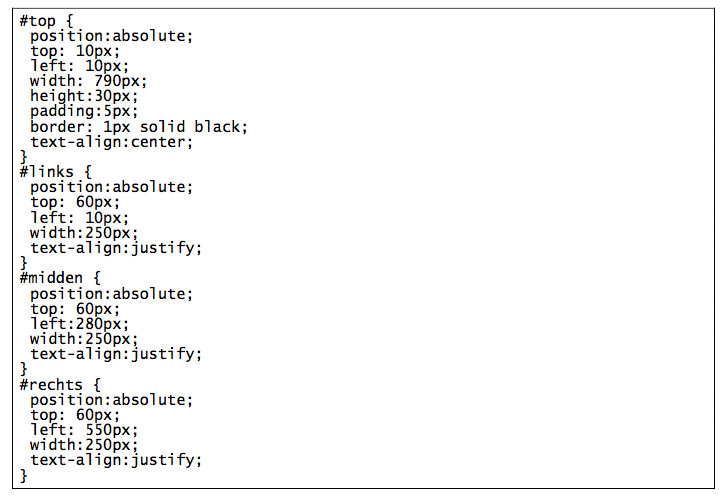 #top {
position:absolute;
top: 10px;
left: 10px;
width: 790px;
height:30px;
padding:5px;
border: 1px solid black;
text-align:center;
}
#links {
position:absolute;
top: 60px;
left: 10px;
width:250px;
text-align:justify;
}
#midden {
position:absolute;
top: 60px;
left:280px;
width:250px;
text-align:justify;
}
#rechts {
position:absolute;
top: 60px;
left: 550px;
width:250px;
text-align:justify;
}